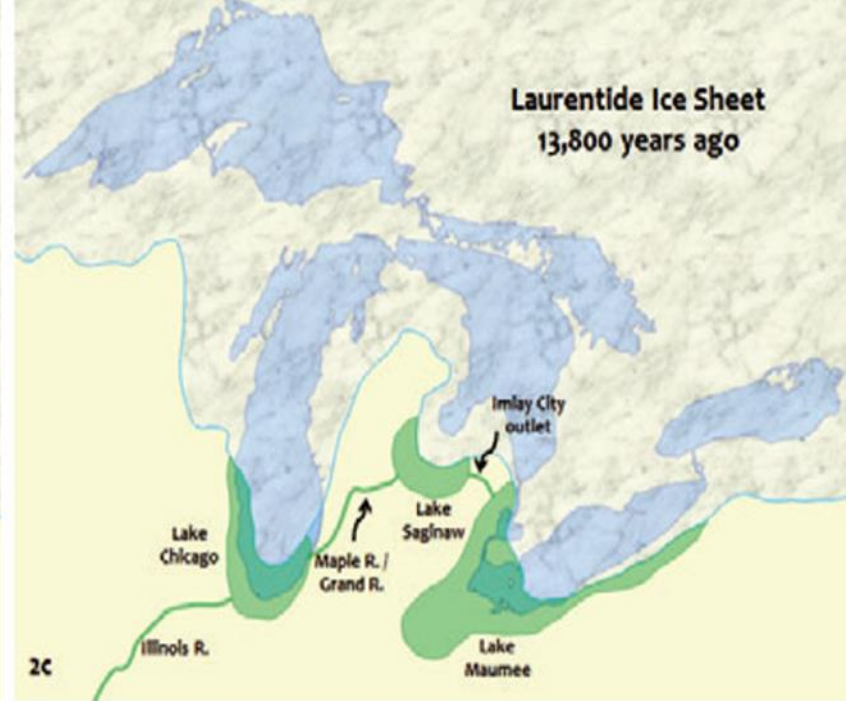 Laurentide Ice Sheet
13,800 years ago
Imlay City
outlet
Lake
Saginaw
Lake
Chicago
Maple R. /
Grand R.
Illinois R.
Lake
Maumee
2c